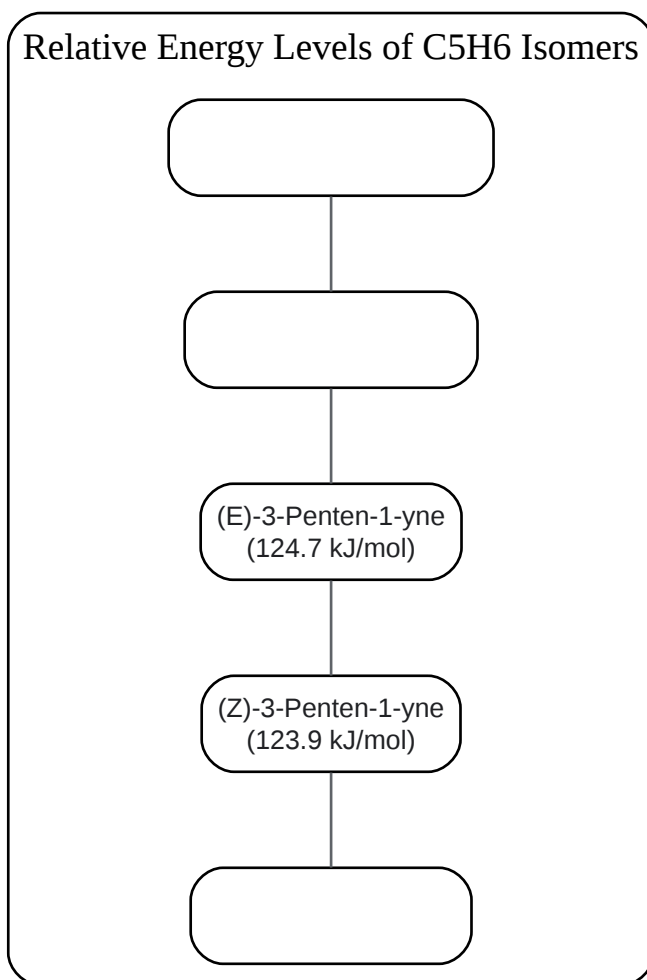 Relative Energy Levels of C5H6 Isomers
(E)-3-Penten-1-yne
(124.7 kJ/mol)
(Z)-3-Penten-1-yne
(123.9 kJ/mol)